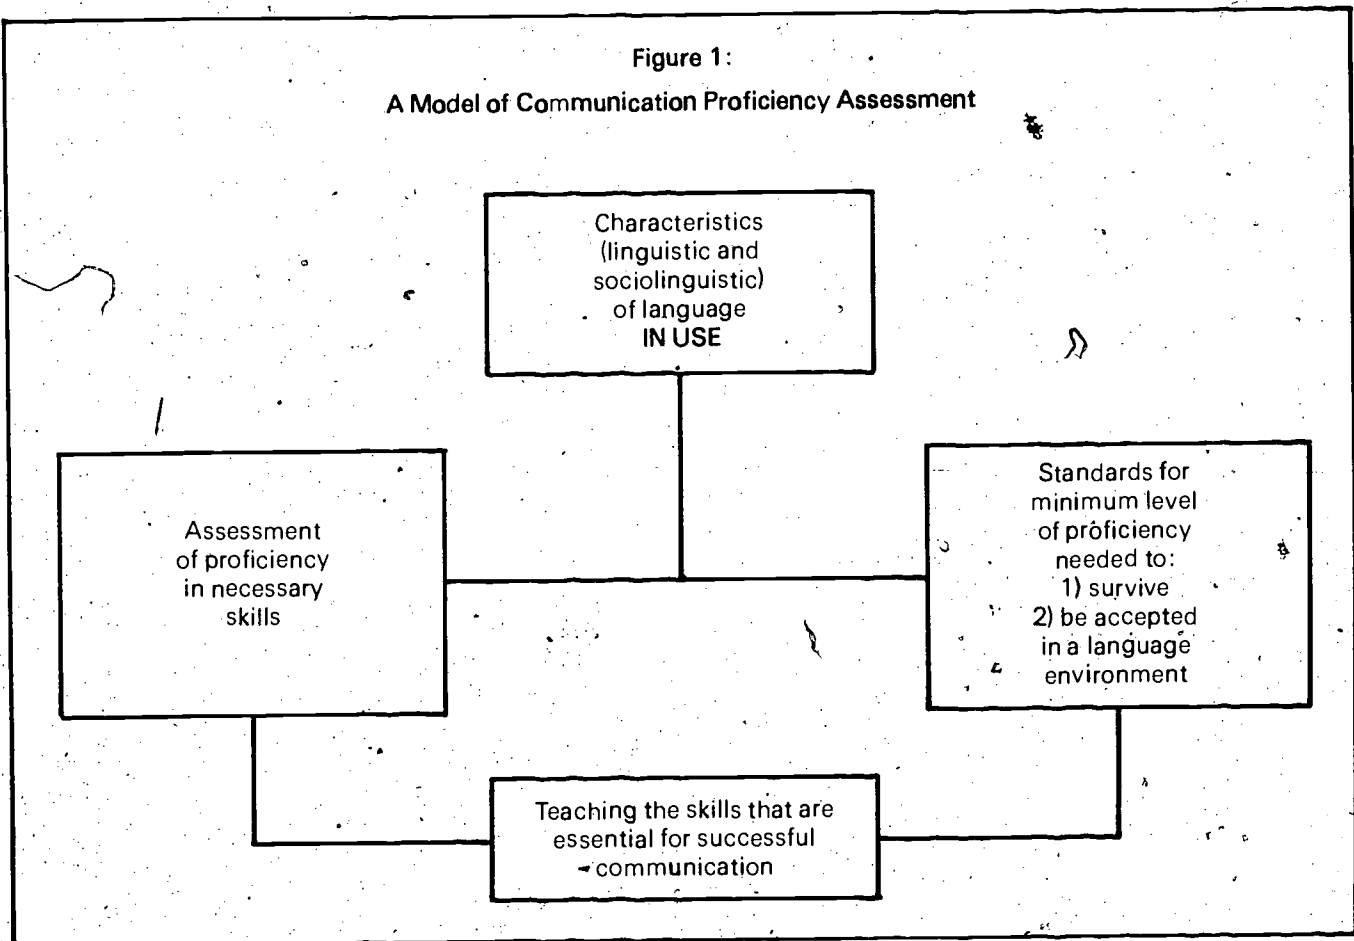 Figure 1:
A Model of Communication Proficiency Assessment
Characteristics
(linguistic and
sociolinguistic)
of language
IN USE
Assessment
of proficiency
in necessary
skills
Standards for
minimum level
of proficiency
needed to:
1) survive
2) be accepted
in a language
environment
Teaching the skills that are
essential for successful
communication